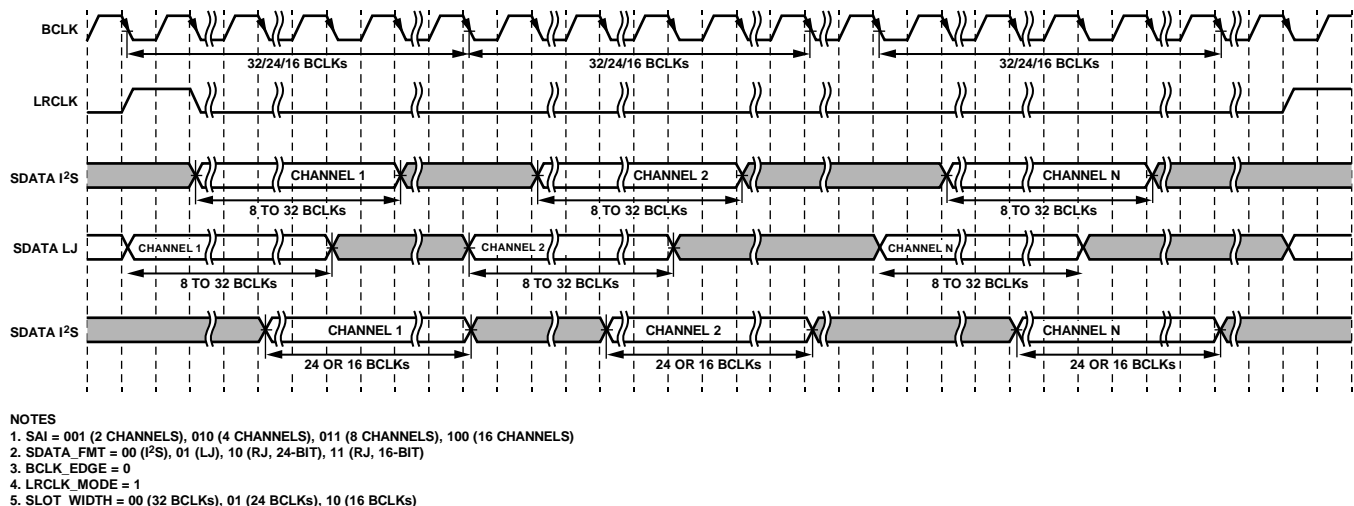 BCLK
32/24/16 BCLKs 32/24/16 BCLKs 32/24/16 BCLKs
LRCLK
SDATA I²S CHANNEL 1 CHANNEL 2 CHANNEL N
8 TO 32 BCLKs 8 TO 32 BCLKs 8 TO 32 BCLKs
SDATA LJ CHANNEL 1 CHANNEL 2 CHANNEL N
8 TO 32 BCLKs 8 TO 32 BCLKs 8 TO 32 BCLKs
SDATA I²S CHANNEL 1 CHANNEL 2 CHANNEL N
24 OR 16 BCLKs 24 OR 16 BCLKs 24 OR 16 BCLKs
NOTES
1. SAI = 001 (2 CHANNELS), 010 (4 CHANNELS), 011 (8 CHANNELS), 100 (16 CHANNELS)
2. SDATA_FMT = 00 (I²S), 01 (LJ), 10 (RJ, 24-BIT), 11 (RJ, 16-BIT)
3. BCLK_EDGE = 0
4. LRCLK_MODE = 1
5. SLOT_WIDTH = 00 (32 BCLKs), 01 (24 BCLKs), 10 (16 BCLKs)